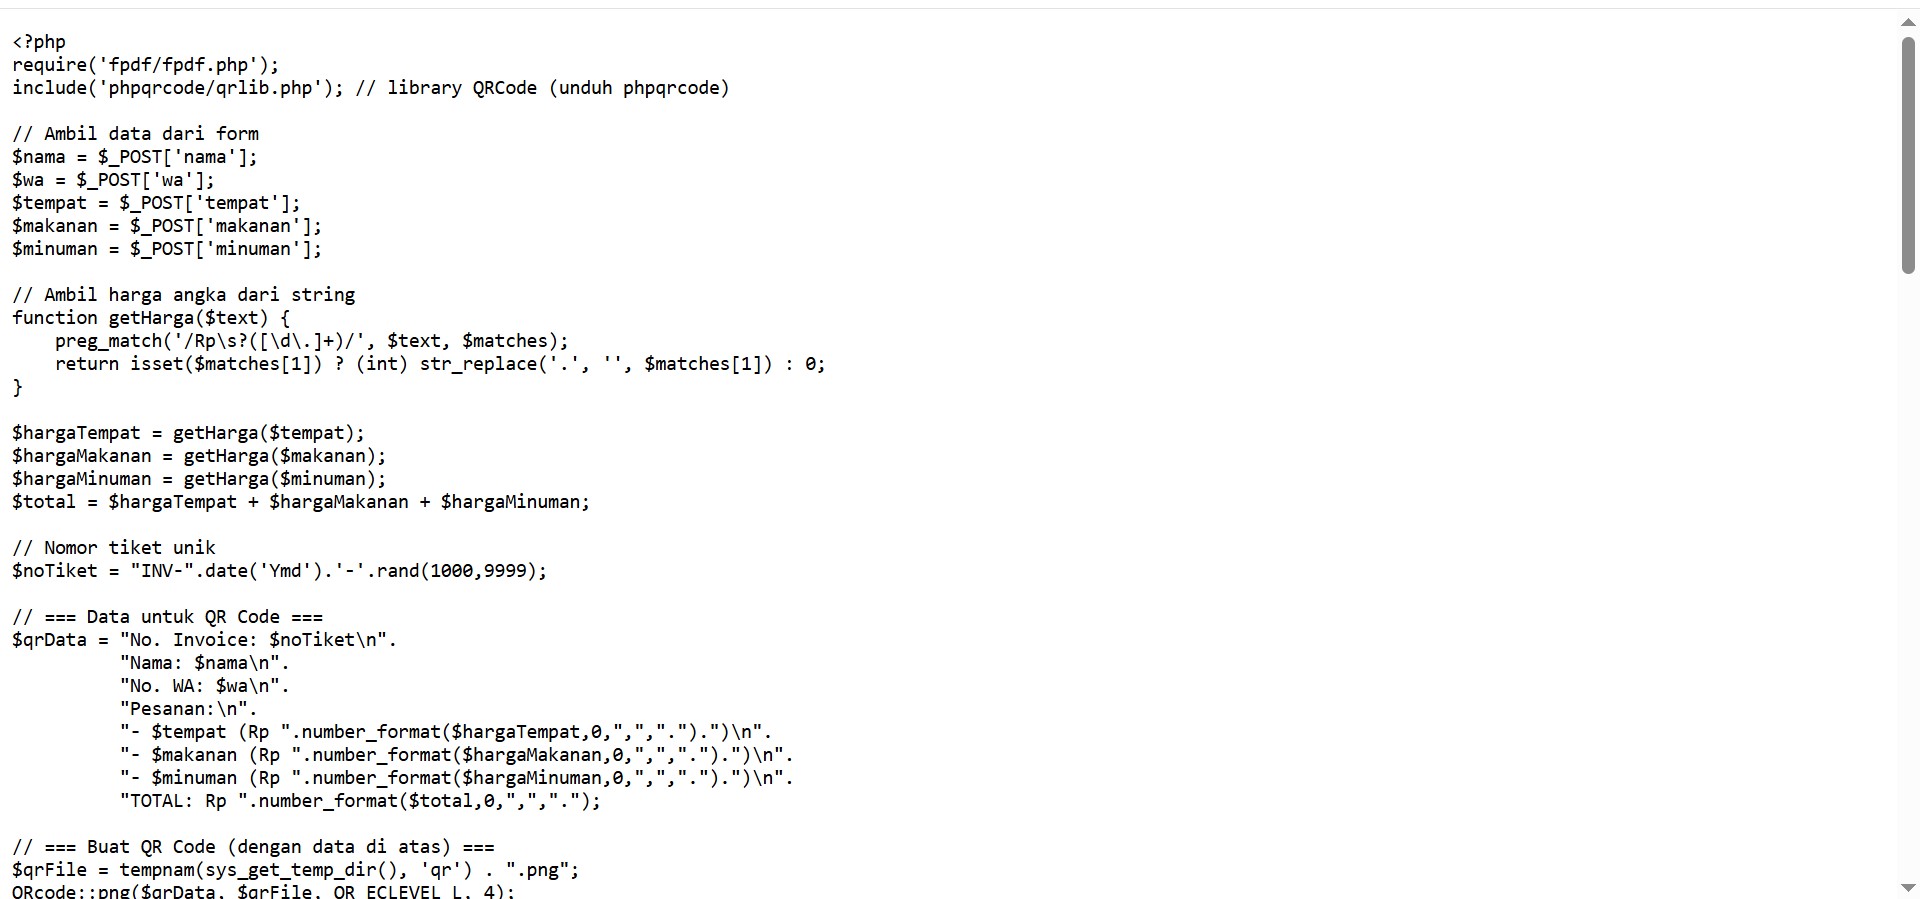 <?php
require('fpdf/fpdf.php');
include('phpqrcode/qrlib.php'); // library QRCode (unduh phpqrcode)

// Ambil data dari form
$nama = $_POST['nama'];
$wa = $_POST['wa'];
$tempat = $_POST['tempat'];
$makanan = $_POST['makanan'];
$minuman = $_POST['minuman'];

// Ambil harga angka dari string
function getHarga($text) {
    preg_match('/Rp\s?([\d\.]+)/', $text, $matches);
    return isset($matches[1]) ? (int) str_replace('.', '', $matches[1]) : 0;
}

$hargaTempat = getHarga($tempat);
$hargaMakanan = getHarga($makanan);
$hargaMinuman = getHarga($minuman);
$total = $hargaTempat + $hargaMakanan + $hargaMinuman;

// Nomor tiket unik
$noTiket = "INV-".date('Ymd').'-'.rand(1000,9999);

// === Data untuk QR Code ===
$qrData = "No. Invoice: $noTiket\n".
          "Nama: $nama\n".
          "No. WA: $wa\n".
          "Pesanan:\n".
          "- $tempat (Rp ".number_format($hargaTempat,0,",",".").")\n".
          "- $makanan (Rp ".number_format($hargaMakanan,0,",",".").")\n".
          "- $minuman (Rp ".number_format($hargaMinuman,0,",",".").")\n".
          "TOTAL: Rp ".number_format($total,0,",",".");

// === Buat QR Code (dengan data di atas) ===
$qrFile = tempnam(sys_get_temp_dir(), 'qr') . ".png";
QRcode::png($qrData, $qrFile, QR_ECLEVEL_L, 4);